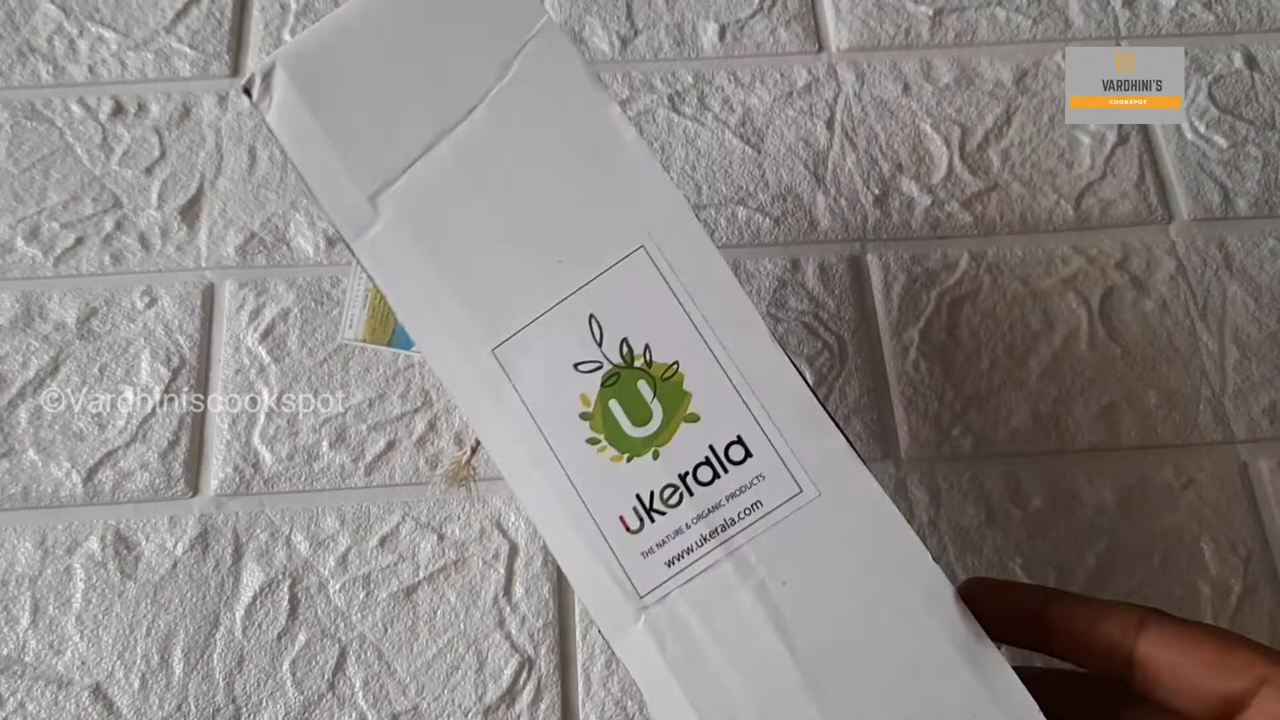 VARDHINI'S
COOKSPOT
©Vardhiniscookspot
U
ukerala
THE NATURE & ORGANIC PRODUCTS
www.ukerala.com